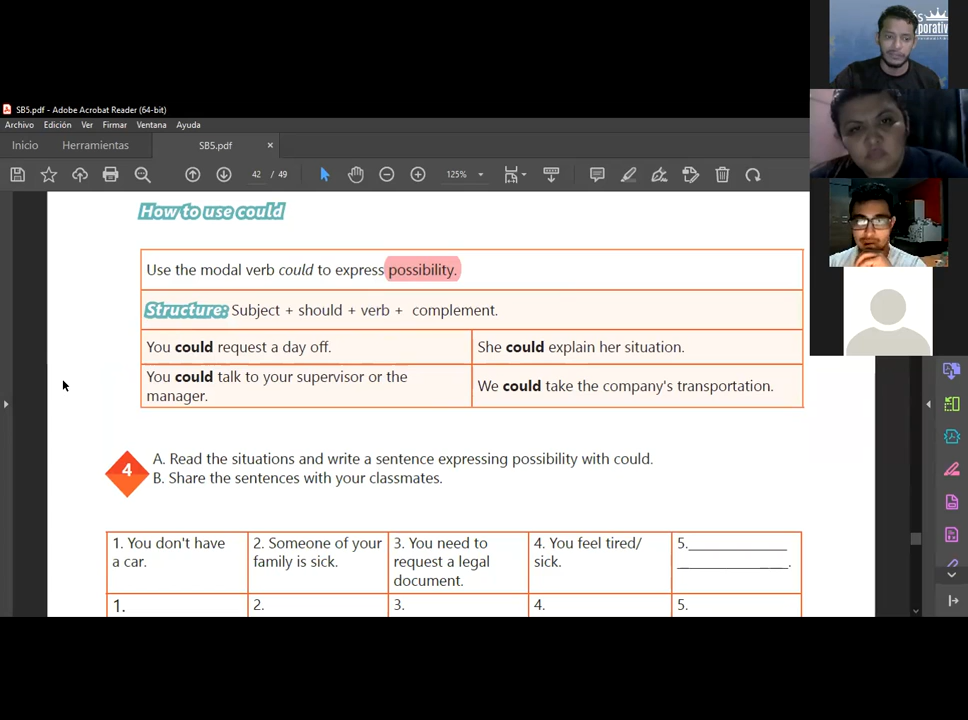 SB5.pdf - Adobe Acrobat Reader (64-bit)
Archivo Edición Ver Firmar Ventana Ayuda
Inicio Herramientas SB5.pdf ×
42 / 49 125%
How to use could
Use the modal verb could to express possibility.
Structure: Subject + should + verb + complement.
You could request a day off.
She could explain her situation.
You could talk to your supervisor or the
manager.
We could take the company's transportation.
4
A. Read the situations and write a sentence expressing possibility with could.
B. Share the sentences with your classmates.
1. You don't have
a car.
2. Someone of your
family is sick.
3. You need to
request a legal
document.
4. You feel tired/
sick.
5.____________
______________.
1.
2.
3.
4.
5.